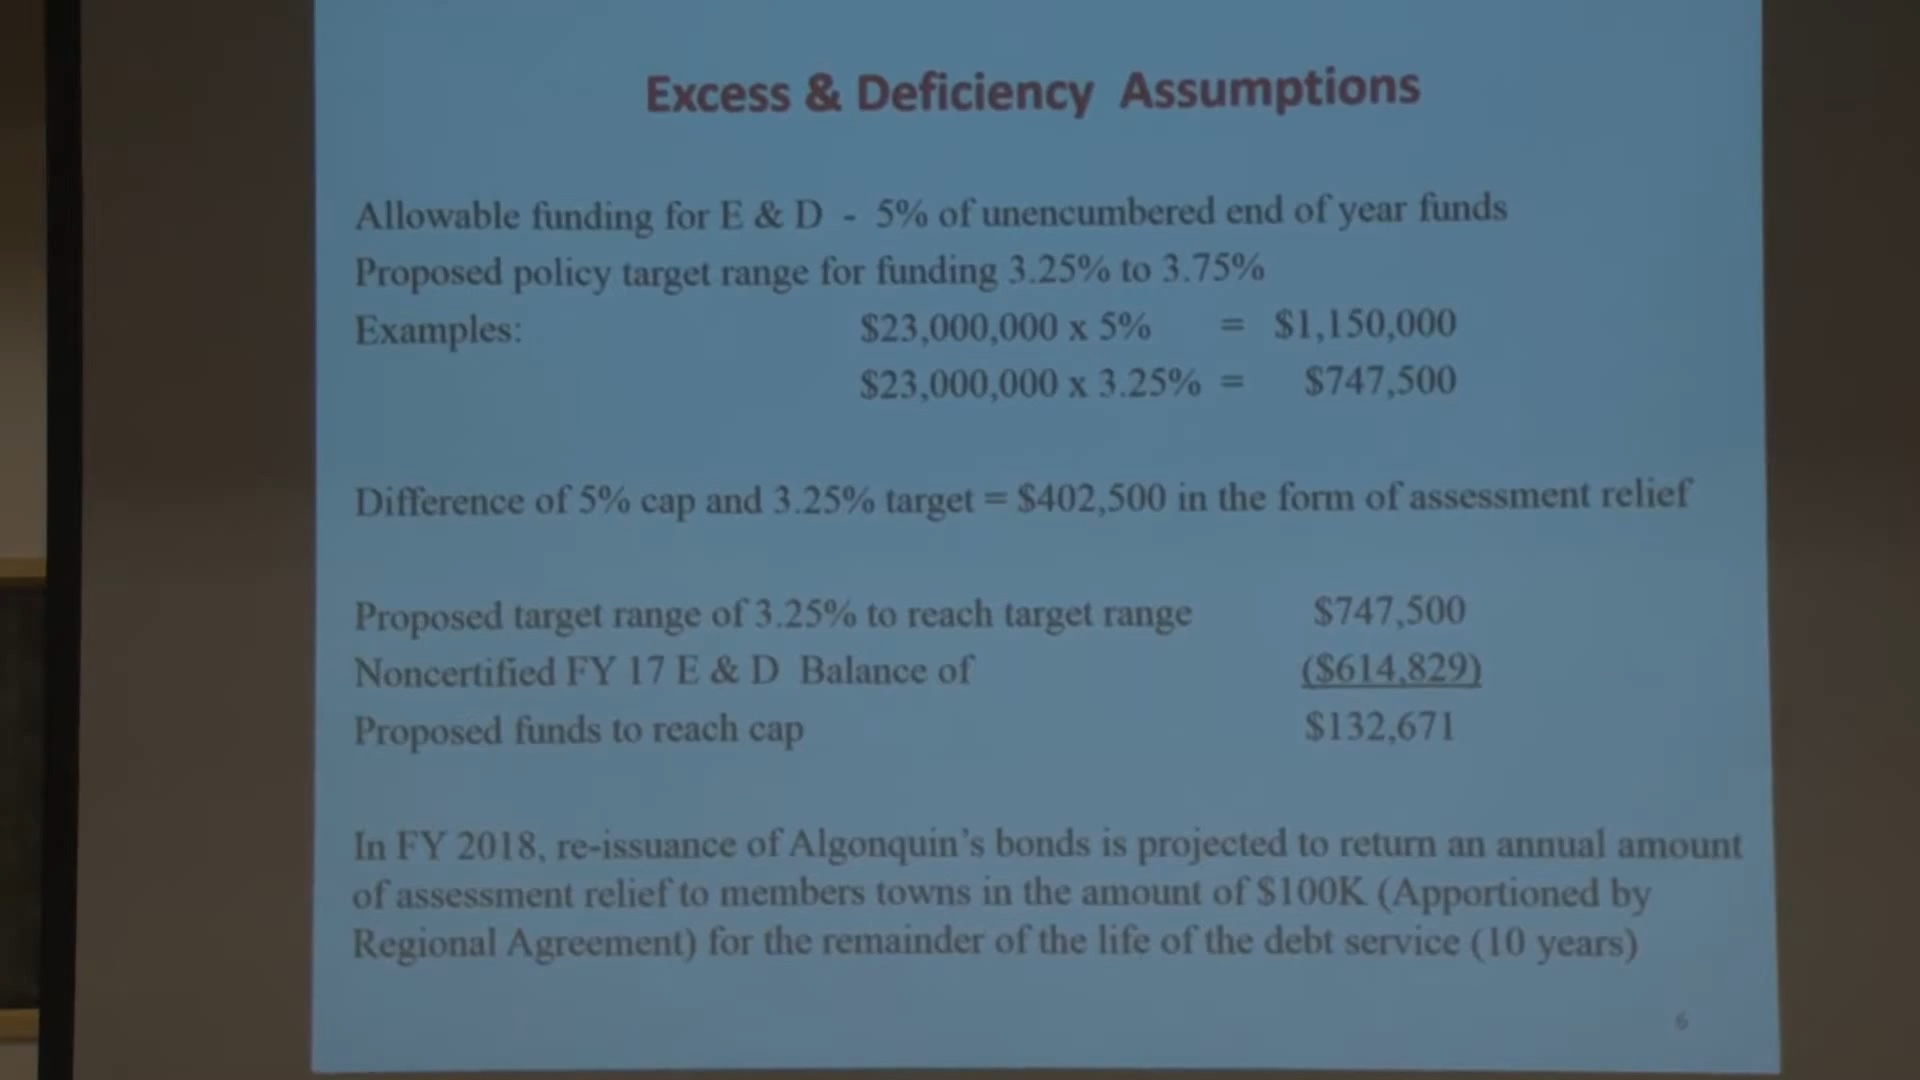 Excess & Deficiency Assumptions
Allowable funding for E & D - 5% of unencumbered end of year funds
Proposed policy target range for funding 3.25% to 3.75%
Examples: $23,000,000 x 5% = $1,150,000
$23,000,000 x 3.25% = $747,500
Difference of 5% cap and 3.25% target = $402,500 in the form of assessment relief
Proposed target range of 3.25% to reach target range $747,500
Noncertified FY 17 E & D Balance of ($614,829)
Proposed funds to reach cap $132,671
In FY 2018, re-issuance of Algonquin's bonds is projected to return an annual amount
of assessment relief to members towns in the amount of $100K (Apportioned by
Regional Agreement) for the remainder of the life of the debt service (10 years)
6